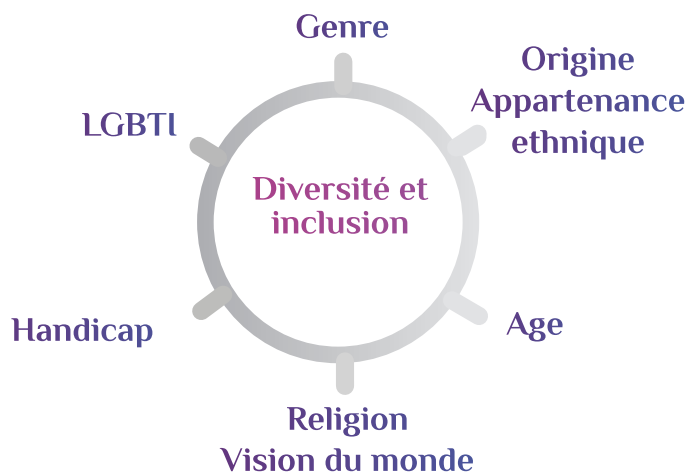 Genre
Origine
Appartenance
ethnique
LGBTI
Diversité et
inclusion
Handicap
Age
Religion
Vision du monde